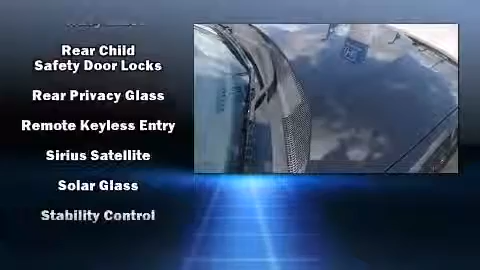 Rear Child
Safety Door Locks
Rear Privacy Glass
Remote Keyless Entry
Sirius Satellite
Solar Glass
Stability Control